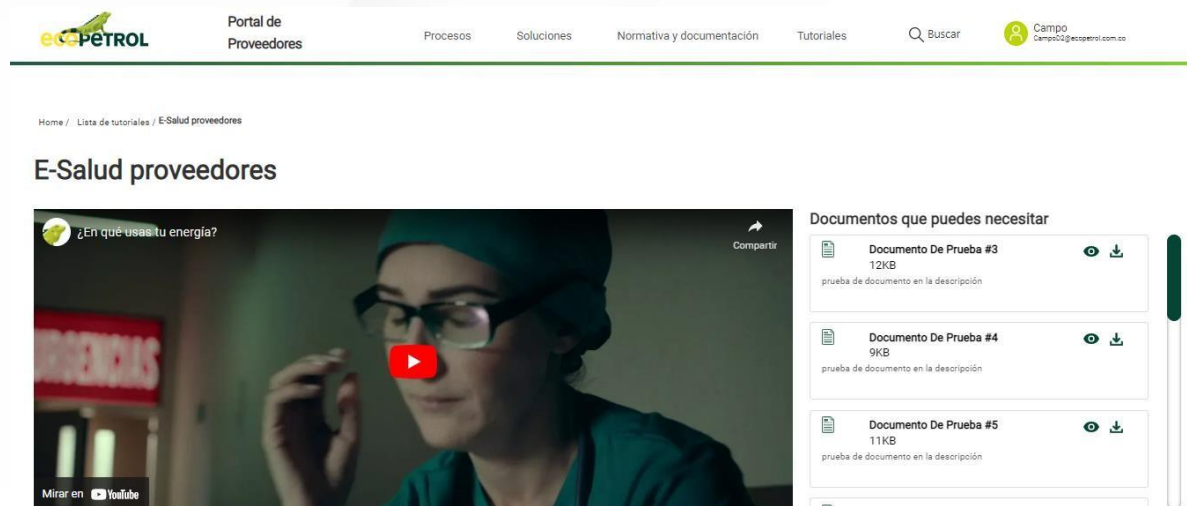 ecoPETROL
Portal de
Proveedores
Procesos
Soluciones
Normativa y documentación
Tutoriales
Buscar
Campo
Campo02@ecopetrol.com.co
Home / Lista de tutoriales / E-Salud proveedores
E-Salud proveedores
¿En qué usas tu energía?
Compartir
URGENCIAS
Mirar en YouTube
Documentos que puedes necesitar
Documento De Prueba #3
12KB
prueba de documento en la descripción
Documento De Prueba #4
9KB
prueba de documento en la descripción
Documento De Prueba #5
11KB
prueba de documento en la descripción